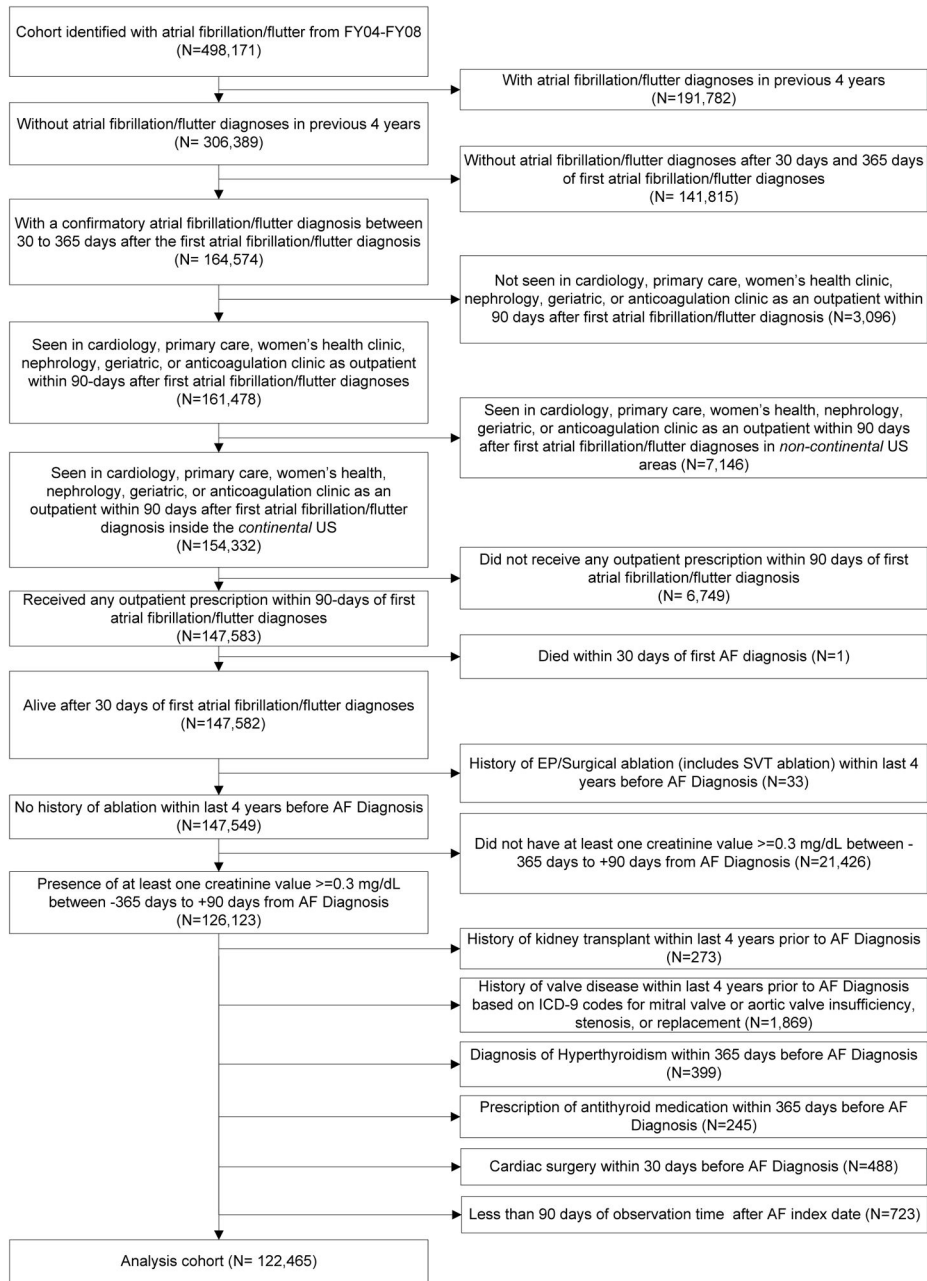 Cohort identified with atrial fibrillation/flutter from FY04-FY08
(N=498,171)
With atrial fibrillation/flutter diagnoses in previous 4 years
(N=191,782)
Without atrial fibrillation/flutter diagnoses in previous 4 years
(N= 306,389)
Without atrial fibrillation/flutter diagnoses after 30 days and 365 days
of first atrial fibrillation/flutter diagnoses
(N= 141,815)
With a confirmatory atrial fibrillation/flutter diagnosis between
30 to 365 days after the first atrial fibrillation/flutter diagnosis
(N= 164,574)
Not seen in cardiology, primary care, women's health clinic,
nephrology, geriatric, or anticoagulation clinic as an outpatient within
90 days after first atrial fibrillation/flutter diagnosis (N=3,096)
Seen in cardiology, primary care, women's health clinic,
nephrology, geriatric, or anticoagulation clinic as outpatient
within 90-days after first atrial fibrillation/flutter diagnoses
(N=161,478)
Seen in cardiology, primary care, women's health, nephrology,
geriatric, or anticoagulation clinic as an outpatient within 90 days
after first atrial fibrillation/flutter diagnoses in non-continental US
areas (N=7,146)
Seen in cardiology, primary care, women's health,
nephrology, geriatric, or anticoagulation clinic as an
outpatient within 90 days after first atrial fibrillation/flutter
diagnosis inside the continental US
(N=154,332)
Did not receive any outpatient prescription within 90 days of first
atrial fibrillation/flutter diagnosis
(N= 6,749)
Received any outpatient prescription within 90-days of first
atrial fibrillation/flutter diagnoses
(N=147,583)
Died within 30 days of first AF diagnosis (N=1)
Alive after 30 days of first atrial fibrillation/flutter diagnoses
(N=147,582)
History of EP/Surgical ablation (includes SVT ablation) within last 4
years before AF Diagnosis (N=33)
No history of ablation within last 4 years before AF Diagnosis
(N=147,549)
Did not have at least one creatinine value >=0.3 mg/dL between -
365 days to +90 days from AF Diagnosis (N=21,426)
Presence of at least one creatinine value >=0.3 mg/dL
between -365 days to +90 days from AF Diagnosis
(N=126,123)
History of kidney transplant within last 4 years prior to AF Diagnosis
(N=273)
History of valve disease within last 4 years prior to AF Diagnosis
based on ICD-9 codes for mitral valve or aortic valve insufficiency,
stenosis, or replacement (N=1,869)
Diagnosis of Hyperthyroidism within 365 days before AF Diagnosis
(N=399)
Prescription of antithyroid medication within 365 days before AF
Diagnosis (N=245)
Cardiac surgery within 30 days before AF Diagnosis (N=488)
Less than 90 days of observation time after AF index date (N=723)
Analysis cohort (N= 122,465)